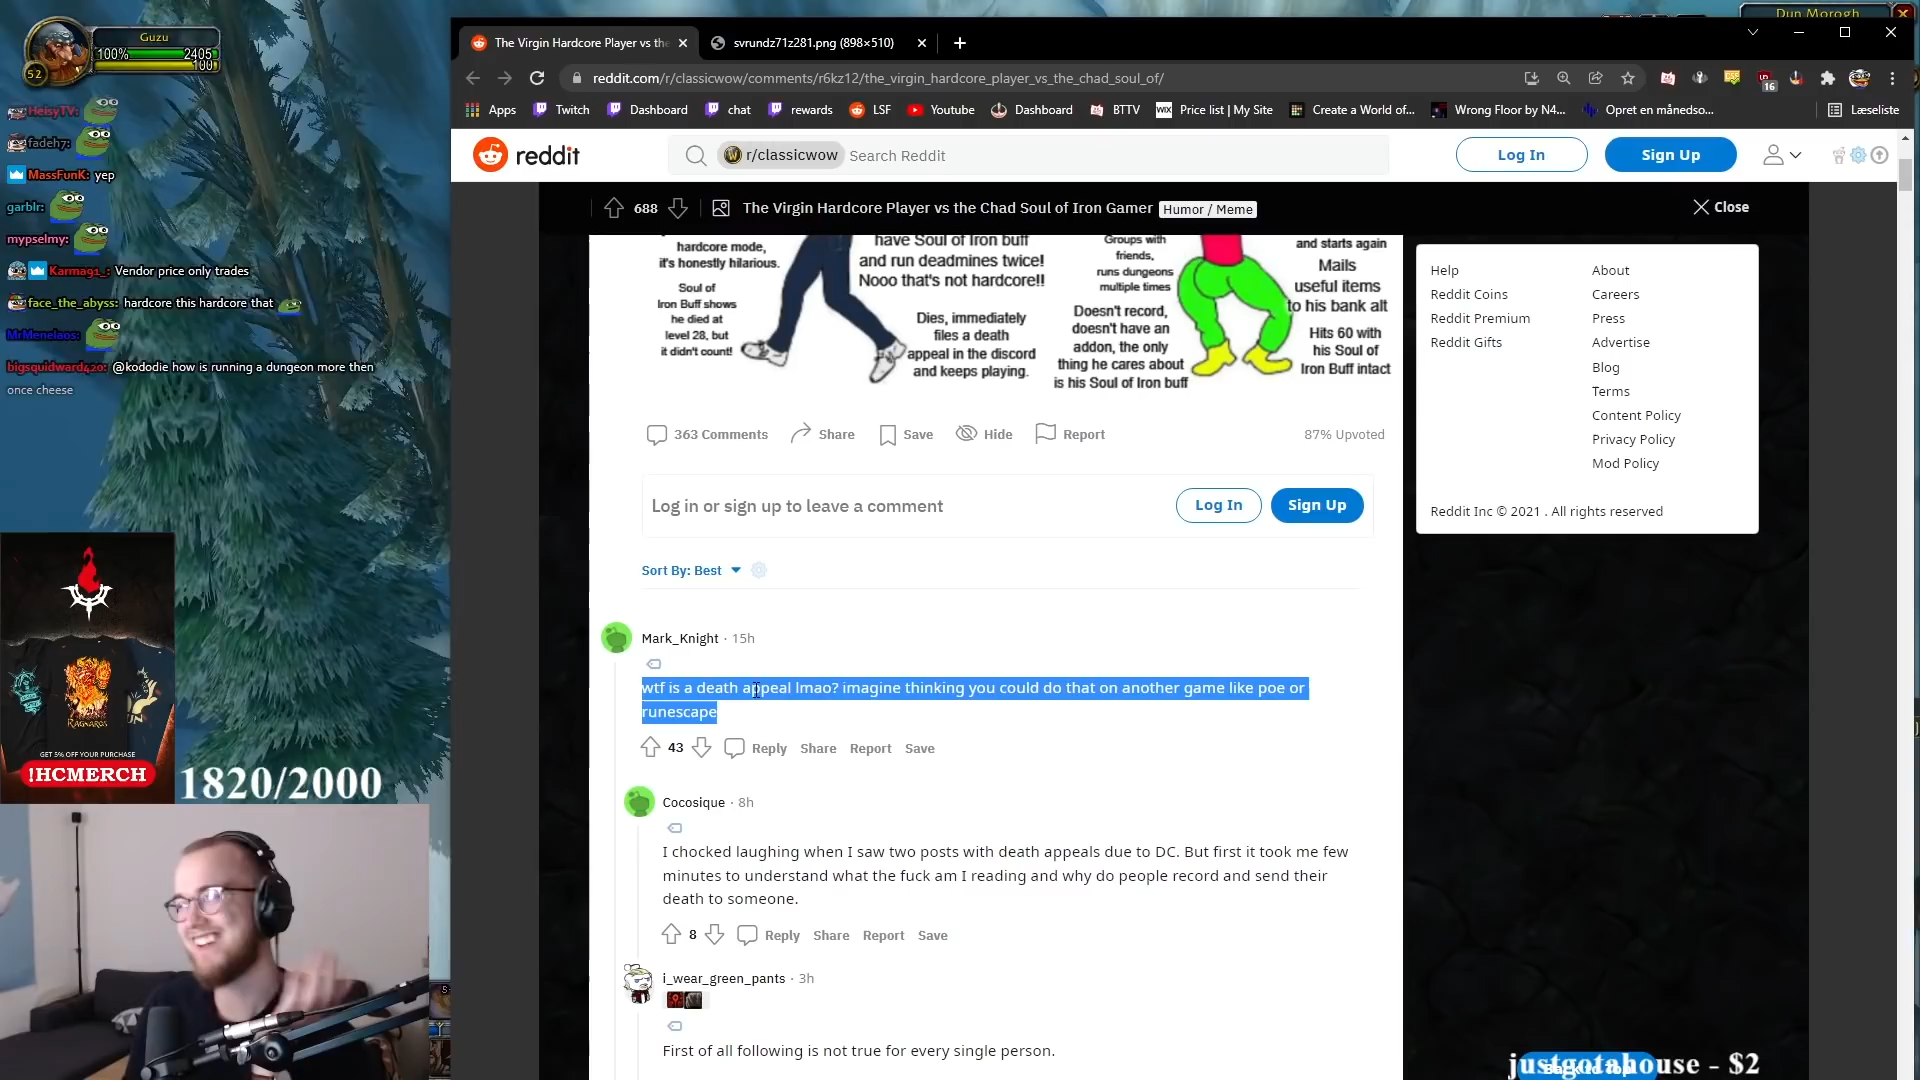 Guzu
100% 2405
100
52
HeisyTV:
fadeh7:
MassFunK: yep
garblr:
mypselmy:
Karmag1_: Vendor price only trades
face_the_abyss: hardcore this hardcore that
MrMenelaos:
bigsquidward420: @kododie how is running a dungeon more then
once cheese
RAGNAROS
GET 5% OFF YOUR PURCHASE
!HCMERCH
1820/2000
Dun Morogh
The Virgin Hardcore Player vs the
svrundz71z281.png (898×510)
reddit.com/r/classicwow/comments/r6kz12/the_virgin_hardcore_player_vs_the_chad_soul_of/
16
Apps Twitch Dashboard chat rewards LSF Youtube Dashboard BTTV Price list | My Site Create a World of... Wrong Floor by N4... Opret en månedso... Læseliste
reddit
r/classicwow Search Reddit
Log In
Sign Up
688 The Virgin Hardcore Player vs the Chad Soul of Iron Gamer Humor / Meme
Close
hardcore mode,
it's honestly hilarious.
Soul of
Iron Buff shows
he died at
level 28, but
it didn't count!
have Soul of Iron buff
and run deadmines twice!
Nooo that's not hardcore!!
Dies, immediately
files a death
appeal in the discord
and keeps playing.
Groups with
friends,
runs dungeons
multiple times
Doesn't record,
doesn't have an
addon, the only
thing he cares about
is his Soul of Iron buff
and starts again
Mails
useful items
to his bank alt
Hits 60 with
his Soul of
Iron Buff intact
363 Comments Share Save Hide Report 87% Upvoted
Log in or sign up to leave a comment
Log In
Sign Up
Sort By: Best
Mark_Knight · 15h
wtf is a death appeal lmao? imagine thinking you could do that on another game like poe or
runescape
43 Reply Share Report Save
Cocosique · 8h
I chocked laughing when I saw two posts with death appeals due to DC. But first it took me few
minutes to understand what the fuck am I reading and why do people record and send their
death to someone.
8 Reply Share Report Save
i_wear_green_pants · 3h
First of all following is not true for every single person.
Help
Reddit Coins
Reddit Premium
Reddit Gifts
About
Careers
Press
Advertise
Blog
Terms
Content Policy
Privacy Policy
Mod Policy
Reddit Inc © 2021 . All rights reserved
justgotahouse - $2